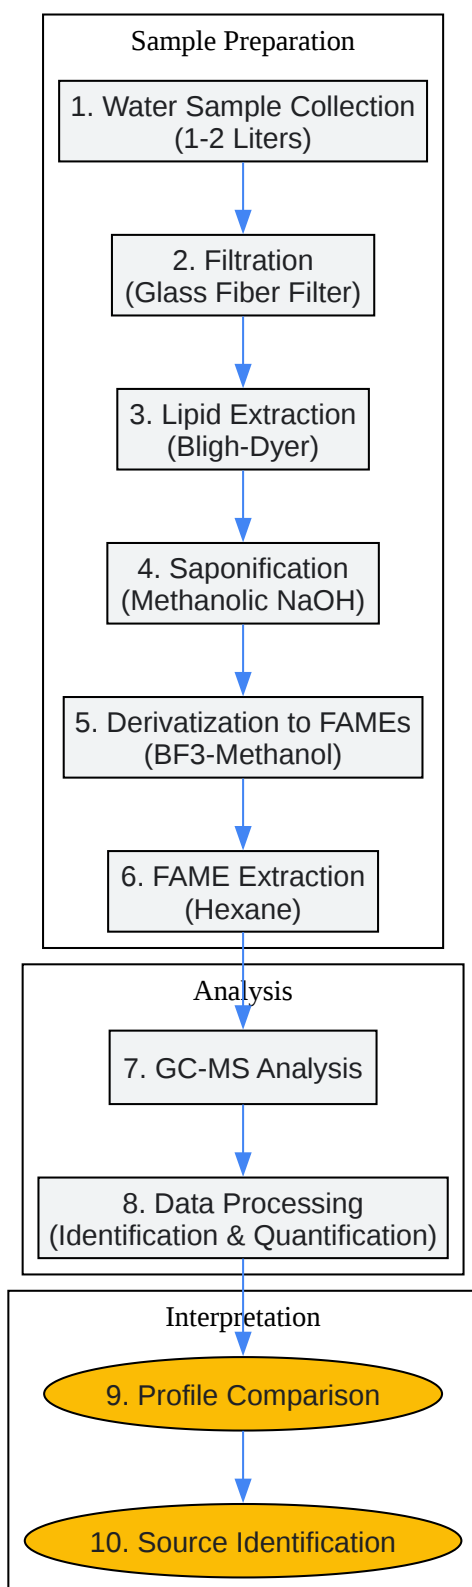 Sample Preparation
1. Water Sample Collection
(1-2 Liters)
2. Filtration
(Glass Fiber Filter)
3. Lipid Extraction
(Bligh-Dyer)
4. Saponification
(Methanolic NaOH)
5. Derivatization to FAMEs
(BF3-Methanol)
6. FAME Extraction
(Hexane)
Analysis
7. GC-MS Analysis
8. Data Processing
(Identification & Quantification)
Interpretation
9. Profile Comparison
10. Source Identification